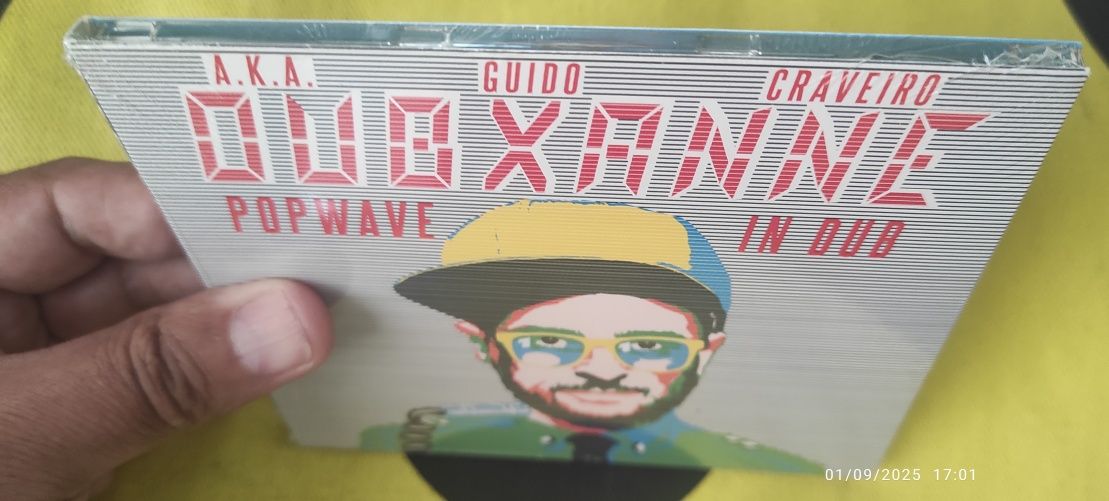 A.K.A. GUIDO CRAVEIRO
DUBXANNE
POPWAVE IN DUB
01/09/2025 17:01